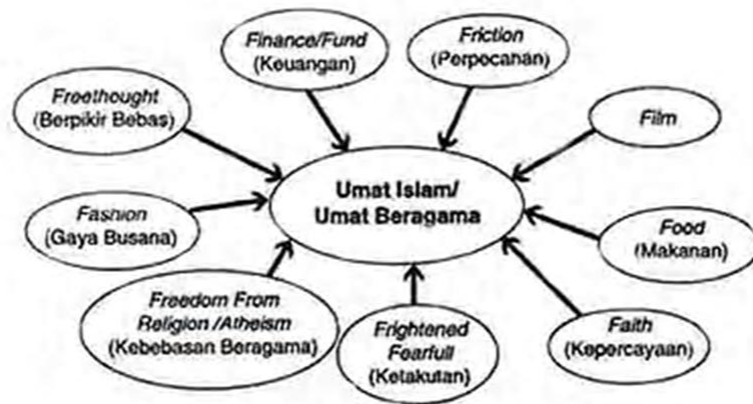 Finance/Fund
(Keuangan)
Friction
(Perpecahan)
Freethought
(Berpikir Bebas)
Film
Umat Islam/
Umat Beragama
Fashion
(Gaya Busana)
Food
(Makanan)
Freedom From
Religion /Atheism
(Kebebasan Beragama)
Frightened
Fearfull
(Ketakutan)
Faith
(Kepercayaan)